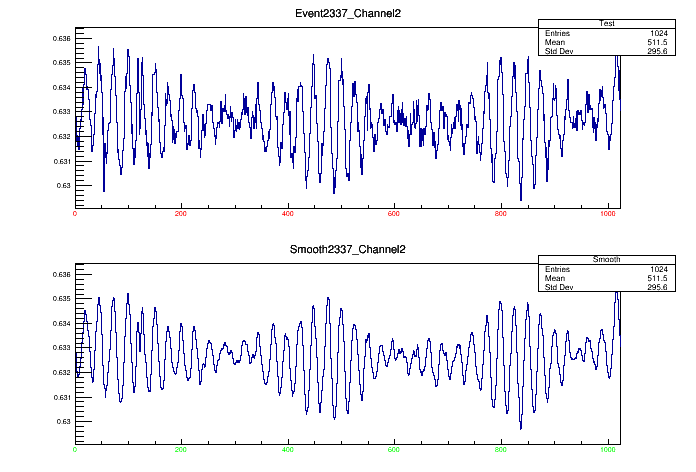 Event2337_Channel2
Test
Entries 1024
Mean 511.5
Std Dev 295.6
0.636
0.635
0.634
0.633
0.632
0.631
0.63
0 200 400 600 800 1000
Smooth2337_Channel2
Smooth
Entries 1024
Mean 511.5
Std Dev 295.6
0.636
0.635
0.634
0.633
0.632
0.631
0.63
0 200 400 600 800 1000